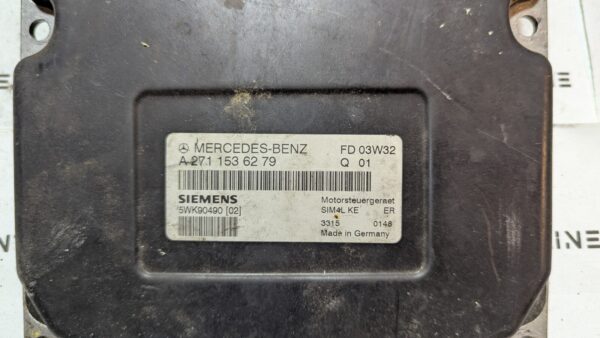 MERCEDES-BENZ FD 03W32
A 271 153 62 79 Q 01
SIEMENS Motorsteuergeraet
5WK90490 [02] SIM4L KE ER
3315 0148
Made in Germany